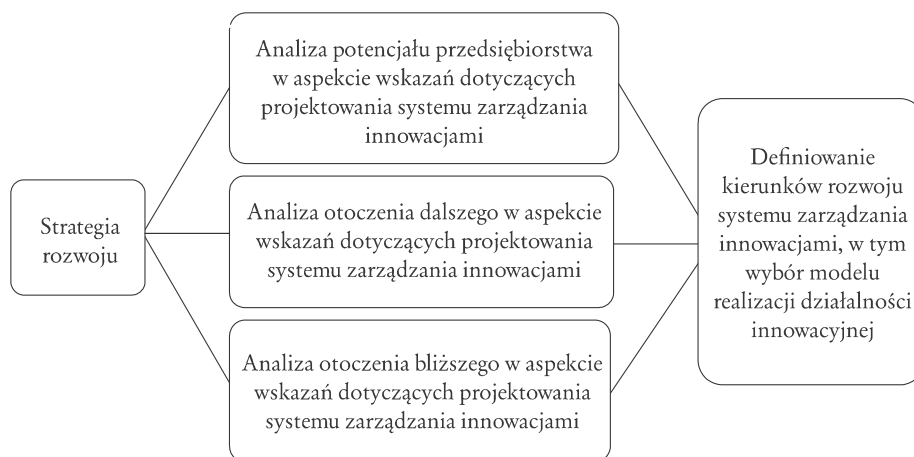 Strategia
rozwoju
Analiza potencjału przedsiębiorstwa
w aspekcie wskazań dotyczących
projektowania systemu zarządzania
innowacjami
Analiza otoczenia dalszego w aspekcie
wskazań dotyczących projektowania
systemu zarządzania innowacjami
Analiza otoczenia bliższego w aspekcie
wskazań dotyczących projektowania
systemu zarządzania innowacjami
Definiowanie
kierunków rozwoju
systemu zarządzania
innowacjami, w tym
wybór modelu
realizacji działalności
innowacyjnej